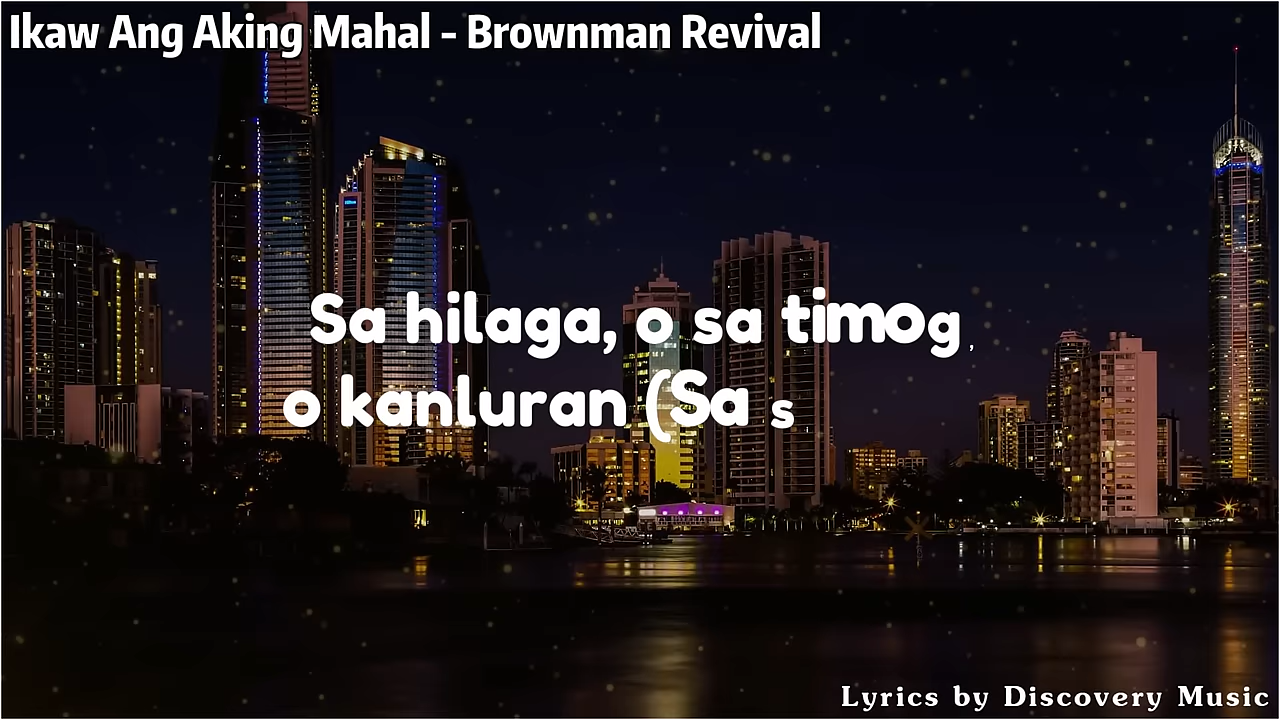 Ikaw Ang Aking Mahal - Brownman Revival
Sa hilaga, o sa timog,
o kanluran (Sa s
Lyrics by Discovery Music